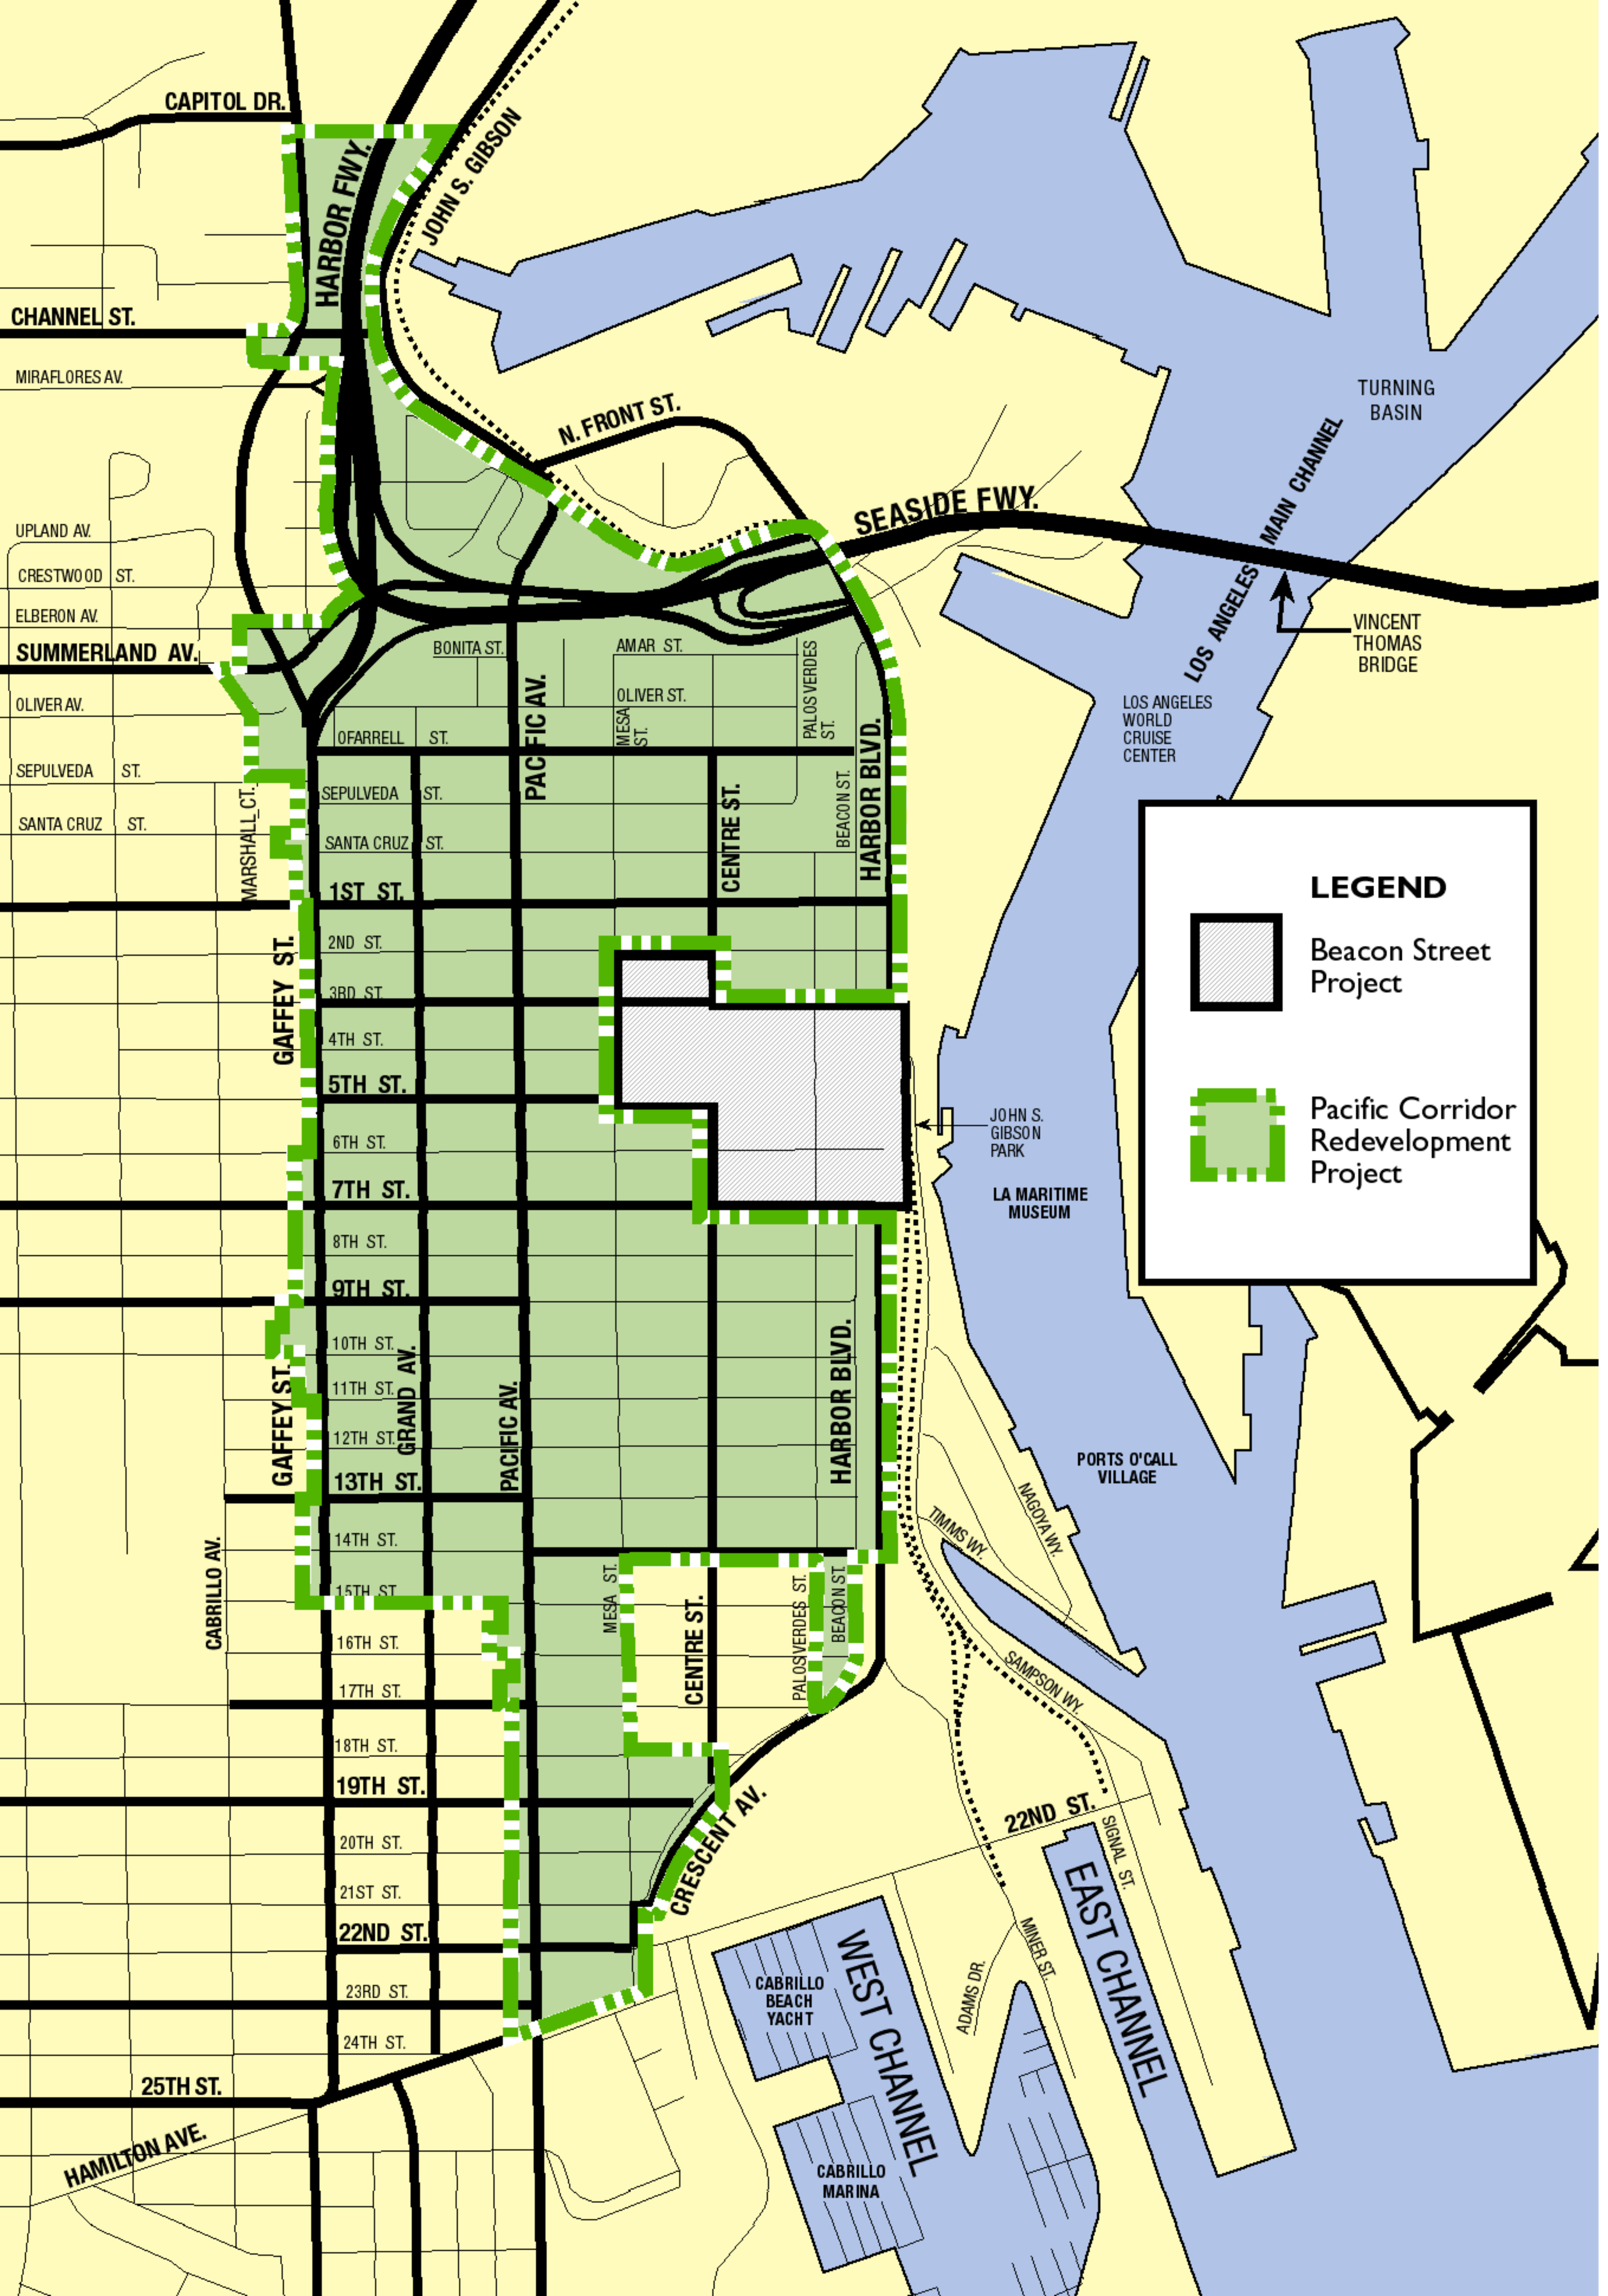 CAPITOL DR.
HARBOR FWY.
JOHN S. GIBSON
CHANNEL ST.
MIRAFLORES AV.
N. FRONT ST.
SEASIDE FWY.
TURNING
BASIN
LOS ANGELES MAIN CHANNEL
UPLAND AV.
CRESTWOOD ST.
ELBERON AV.
SUMMERLAND AV.
OLIVER AV.
VINCENT
THOMAS
BRIDGE
BONITA ST.
AMAR ST.
OLIVER ST.
PACIFIC AV.
MESA
ST.
PALOS VERDES
ST.
HARBOR BLVD.
LOS ANGELES
WORLD
CRUISE
CENTER
OFARRELL ST.
SEPULVEDA ST.
SEPULVEDA ST.
SANTA CRUZ ST.
SANTA CRUZ ST.
MARSHALL CT.
CENTRE ST.
BEACON ST.
1ST ST.
2ND ST.
3RD ST.
4TH ST.
5TH ST.
6TH ST.
7TH ST.
8TH ST.
9TH ST.
10TH ST.
11TH ST.
12TH ST.
13TH ST.
14TH ST.
15TH ST.
GAFFEY ST.
GAFFEY ST.
GRAND AV.
PACIFIC AV.
HARBOR BLVD.
CABRILLO AV.
LEGEND
Beacon Street
Project
Pacific Corridor
Redevelopment
Project
JOHN S.
GIBSON
PARK
LA MARITIME
MUSEUM
PORTS O'CALL
VILLAGE
NAGOYA WY.
TIMMS WY.
SAMPSON WY.
MESA ST.
CENTRE ST.
PALOS VERDES ST.
BEACON ST.
16TH ST.
17TH ST.
18TH ST.
19TH ST.
20TH ST.
21ST ST.
22ND ST.
23RD ST.
24TH ST.
25TH ST.
HAMILTON AVE.
CRESCENT AV.
22ND ST.
SIGNAL ST.
EAST CHANNEL
WEST CHANNEL
MINER ST.
ADAMS DR.
CABRILLO
BEACH
YACHT
CABRILLO
MARINA